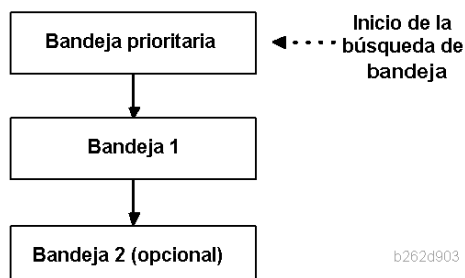 Bandeja prioritaria
Inicio de la
búsqueda de
bandeja
Bandeja 1
Bandeja 2 (opcional)
b262d903